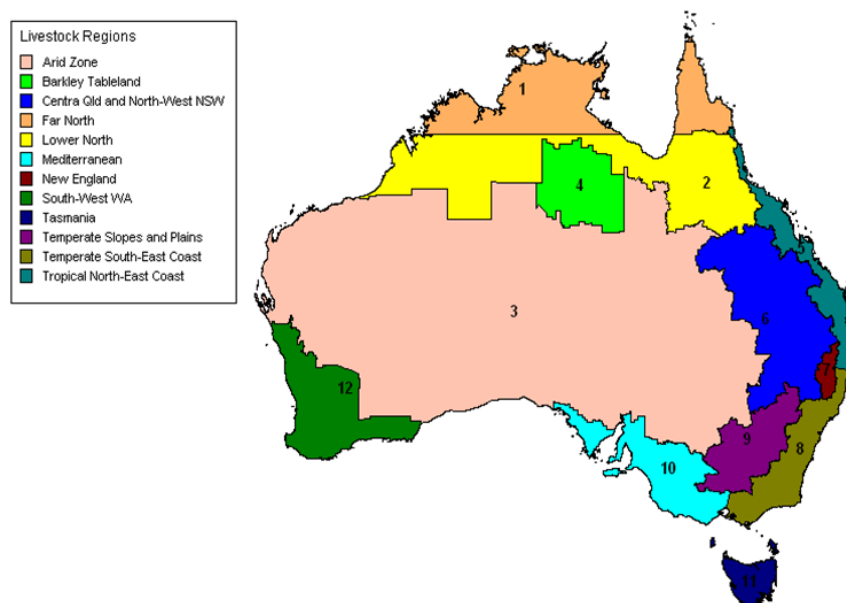 Livestock Regions
Arid Zone
Barkley Tableland
Centra Qld and North-West NSW
Far North
Lower North
Mediterranean
New England
South-West WA
Tasmania
Temperate Slopes and Plains
Temperate South-East Coast
Tropical North-East Coast
1
2
4
5
3
6
7
12
9
8
10
11